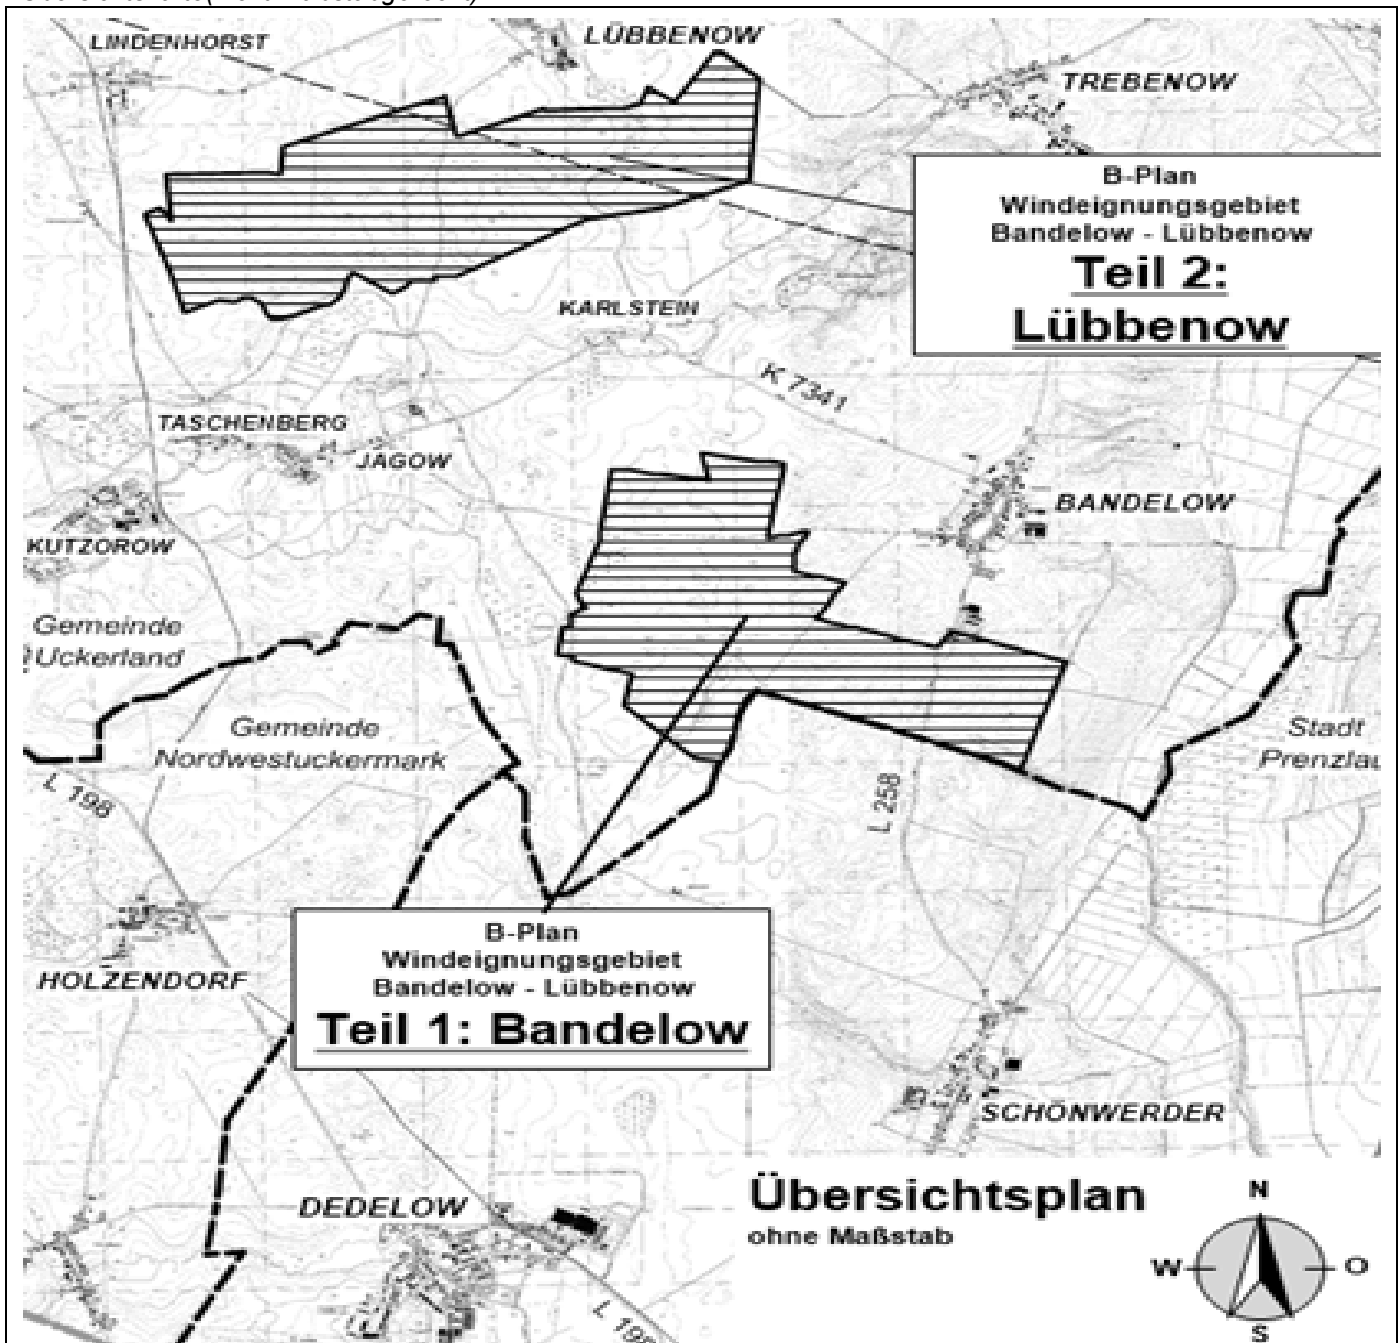 LINDENHORST
LÜBBENOW
TREBENOW
B-Plan
Windeignungsgebiet
Bandelow - Lübbenow
Teil 2:
Lübbenow
KARLSTEIN
K 7341
TASCHENBERG
JAGOW
BANDELOW
KUTZOROW
Gemeinde
Uckerland
Gemeinde
Nordwestuckermark
Stadt
Prenzlau
L 198
L 258
B-Plan
Windeignungsgebiet
Bandelow - Lübbenow
Teil 1: Bandelow
HOLZENDORF
SCHÖNWERDER
DEDELOW
L 198
Übersichtsplan
ohne Maßstab
N
W
O
S